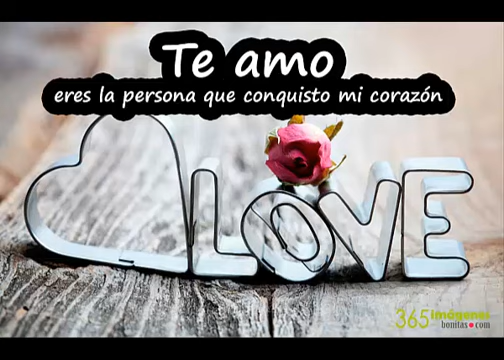 Te amo
eres la persona que conquisto mi corazón
LOVE
365 imágenes
bonitas.com